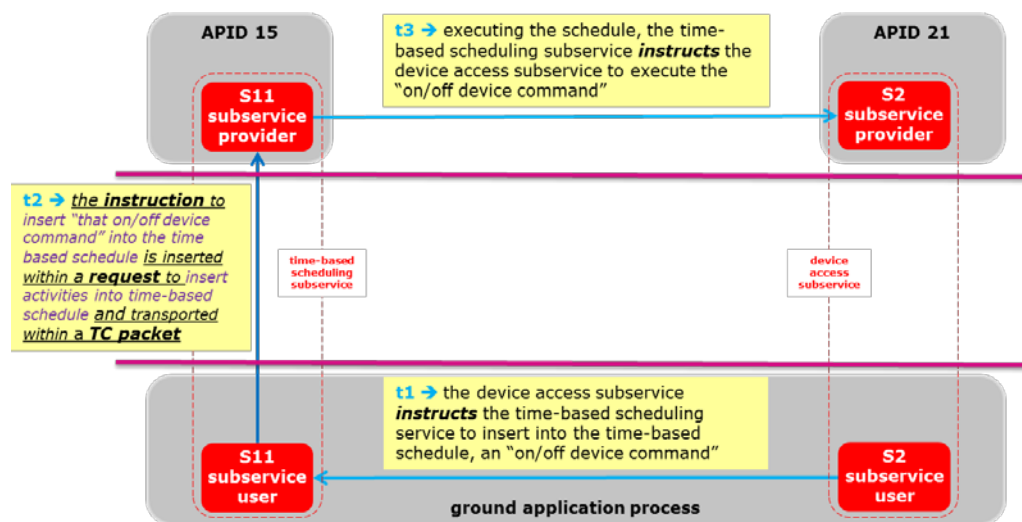 APID 15
t3 → executing the schedule, the time-
based scheduling subservice instructs the
device access subservice to execute the
“on/off device command”
APID 21
S11
subservice
provider
S2
subservice
provider
t2 → the instruction to
insert “that on/off device
command” into the time
based schedule is inserted
within a request to insert
activities into time-based
schedule and transported
within a TC packet
time-based
scheduling
subservice
device
access
subservice
t1 → the device access subservice
instructs the time-based scheduling
service to insert into the time-based
schedule, an “on/off device command”
S11
subservice
user
S2
subservice
user
ground application process